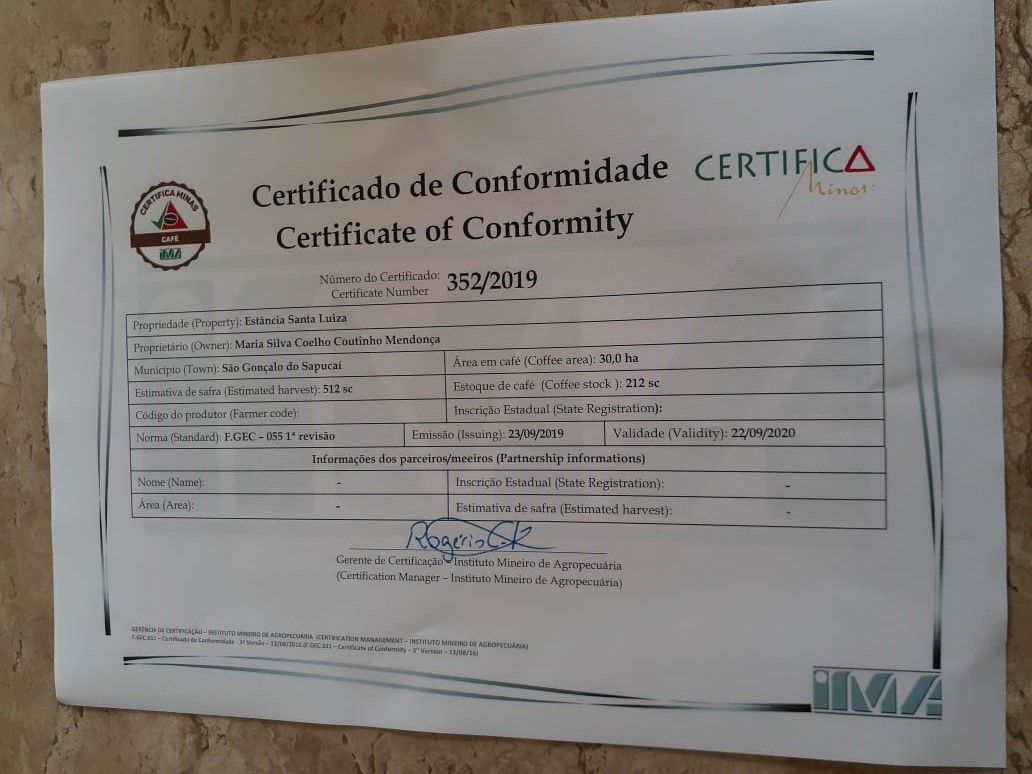 CERTIFICA MINAS
CAFÉ
iMA
Certificado de Conformidade
Certificate of Conformity
CERTIFICA
Minas
Número do Certificado: 352/2019
Certificate Number
Propriedade (Property): Estância Santa Luiza
Proprietário (Owner): Maria Silva Coelho Coutinho Mendonça
Município (Town): São Gonçalo do Sapucaí
Área em café (Coffee area): 30,0 ha
Estimativa de safra (Estimated harvest): 512 sc
Estoque de café (Coffee stock ): 212 sc
Código do produtor (Farmer code):
Inscrição Estadual (State Registration):
Norma (Standard): F.GEC – 055 1ª revisão
Emissão (Issuing): 23/09/2019
Validade (Validity): 22/09/2020
Informações dos parceiros/meeiros (Partnership informations)
Nome (Name): -
Inscrição Estadual (State Registration): -
Área (Area): -
Estimativa de safra (Estimated harvest): -
Gerente de Certificação – Instituto Mineiro de Agropecuária
(Certification Manager – Instituto Mineiro de Agropecuária)
GERÊNCIA DE CERTIFICAÇÃO – INSTITUTO MINEIRO DE AGROPECUÁRIA (CERTIFICATION MANAGEMENT – INSTITUTO MINEIRO DE AGROPECUÁRIA)
iMA